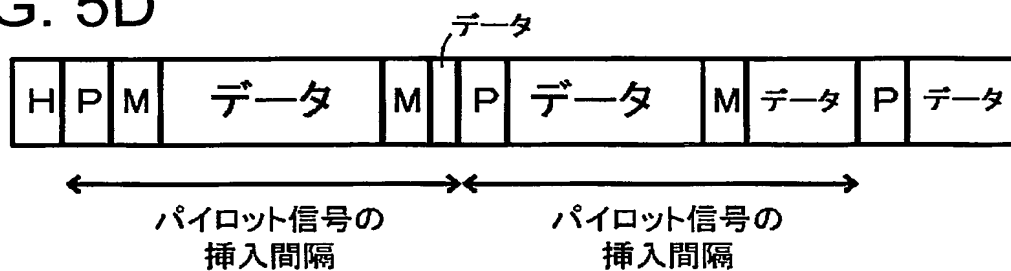 G. 5D
データ
H P M データ M P データ M データ P データ
パイロット信号の パイロット信号の
挿入間隔 挿入間隔